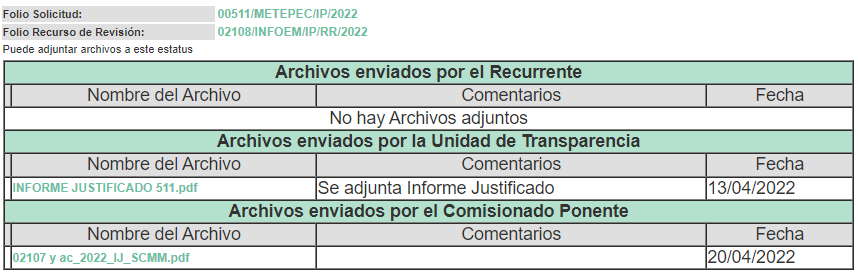 Folio Solicitud: 00511/METEPEC/IP/2022
Folio Recurso de Revisión: 02108/INFOEM/IP/RR/2022
Puede adjuntar archivos a este estatus
Archivos enviados por el Recurrente
Nombre del Archivo Comentarios Fecha
No hay Archivos adjuntos
Archivos enviados por la Unidad de Transparencia
Nombre del Archivo Comentarios Fecha
INFORME JUSTIFICADO 511.pdf Se adjunta Informe Justificado 13/04/2022
Archivos enviados por el Comisionado Ponente
Nombre del Archivo Comentarios Fecha
02107 y ac_2022_IJ_SCMM.pdf 20/04/2022